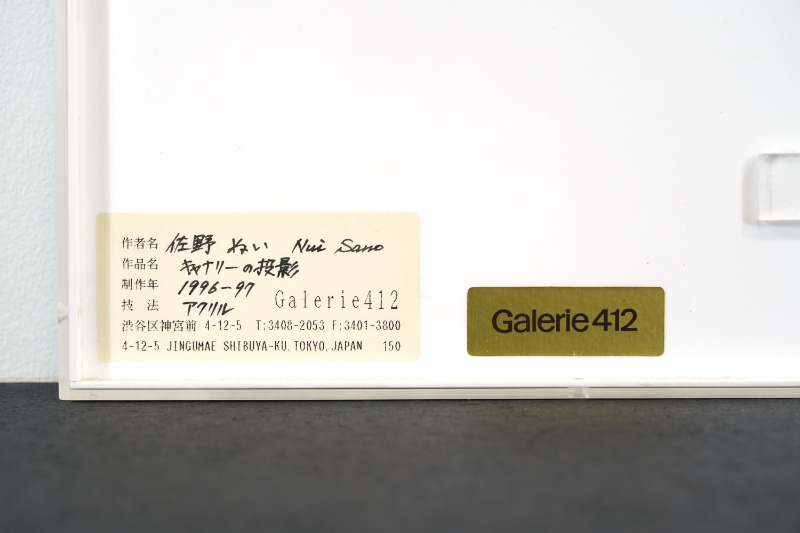 作者名 佐野 ぬい Nui Sano
作品名 キャナリーの投影
制作年 1996-97
技 法 アクリル Galerie412
渋谷区神宮前 4-12-5 T:3408-2053 F:3401-3800
4-12-5 JINGUMAE SHIBUYA-KU, TOKYO, JAPAN 150
Galerie 412